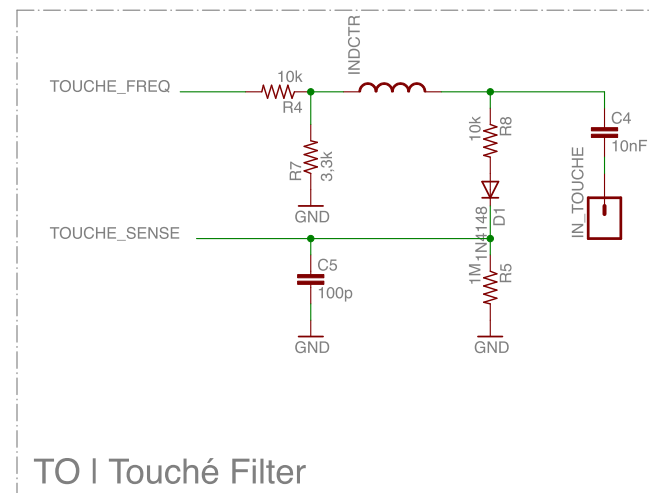 INDCTR
10k
TOUCHE_FREQ
R4
C4
10nF
10k
R8
R7
3,3k
IN_TOUCHE
GND
1N4148
D1
TOUCHE_SENSE
C5
100p
1M
R5
GND
GND
TO | Touché Filter